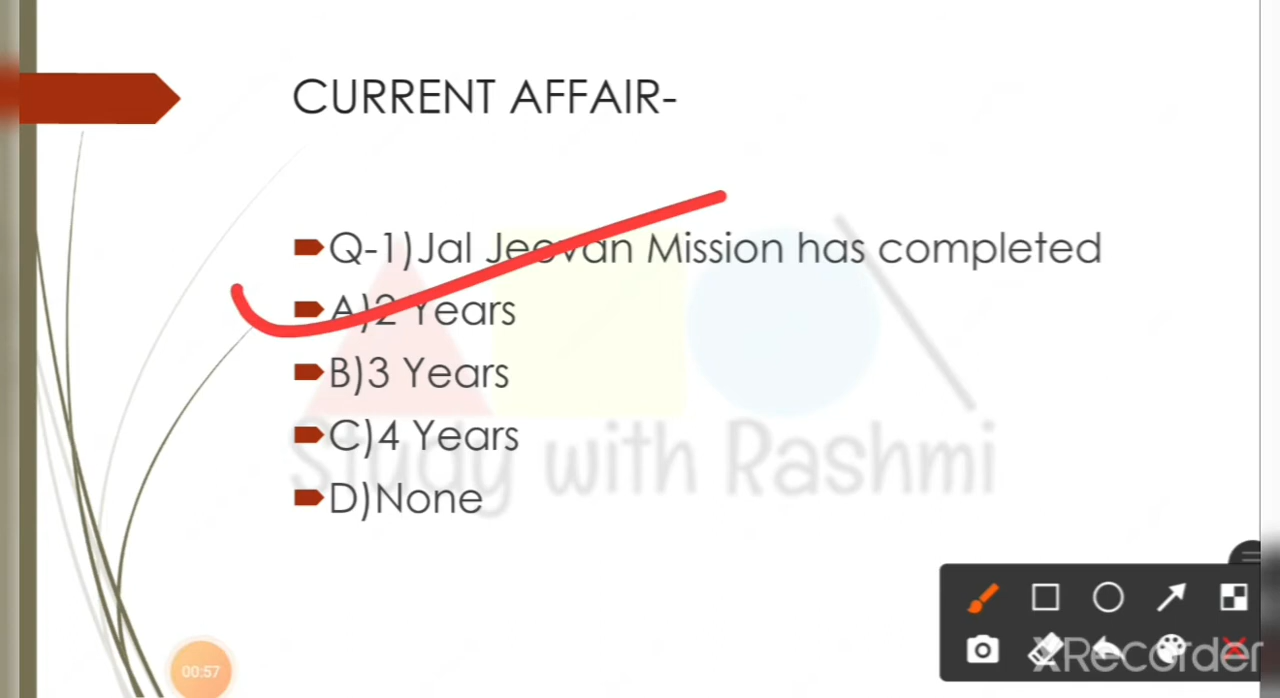 CURRENT AFFAIR-
Q-1)Jal Jeevan Mission has completed
A)2 Years
B)3 Years
C)4 Years
D)None
Study with Rashmi
00:57
XRecorder